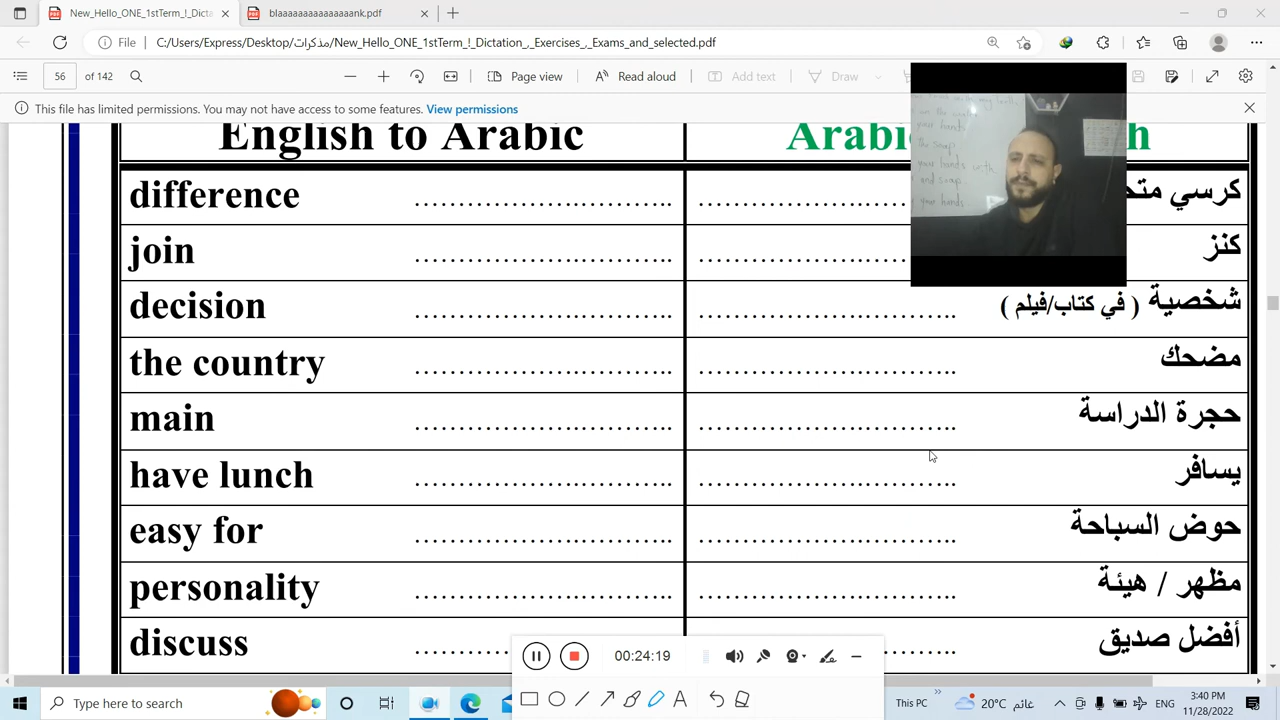 New_Hello_ONE_1stTerm_!_Dicta
blaaaaaaaaaaaaaaank.pdf
File C:/Users/Express/Desktop/مذكرات/New_Hello_ONE_1stTerm_!_Dictation_,_Exercises_,_Exams_and_selected.pdf
56 of 142 Page view Read aloud Add text Draw
This file has limited permissions. You may not have access to some features. View permissions
English to Arabic
difference ………………………….. ………………… كرسي
join ………………………….. ………………… كنز
decision ………………………….. ………………………….. شخصية ( في كتاب/فيلم )
the country ………………………….. ………………………….. مضحك
main ………………………….. ………………………….. حجرة الدراسة
have lunch ………………………….. ………………………….. يسافر
easy for ………………………….. ………………………….. حوض السباحة
personality ………………………….. ………………………….. مظهر / هيئة
discuss ………… ……….. أفضل صديق
00:24:19
Type here to search
This PC
20°C غائم
ENG
3:40 PM
11/28/2022